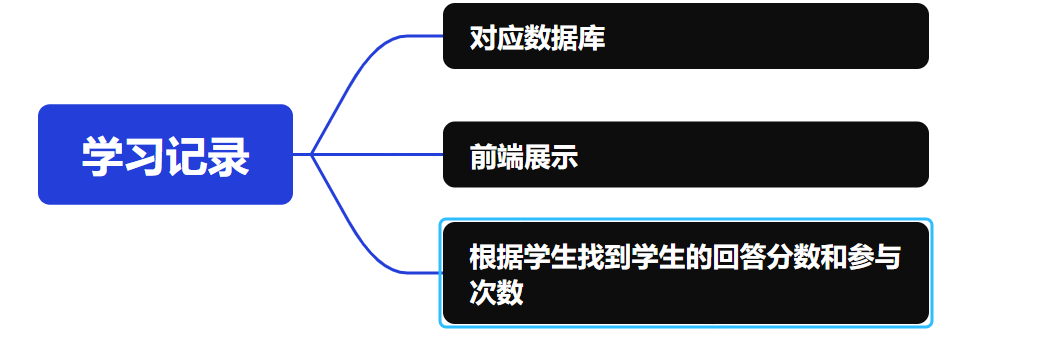 学习记录
对应数据库
前端展示
根据学生找到学生的回答分数和参与
次数